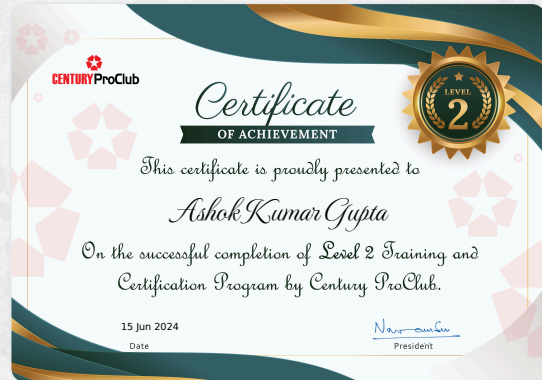 CENTURY ProClub
LEVEL
2
Certificate
OF ACHIEVEMENT
This certificate is proudly presented to
Ashok Kumar Gupta
On the successful completion of Level 2 Training and
Certification Program by Century ProClub.
15 Jun 2024
Date
President